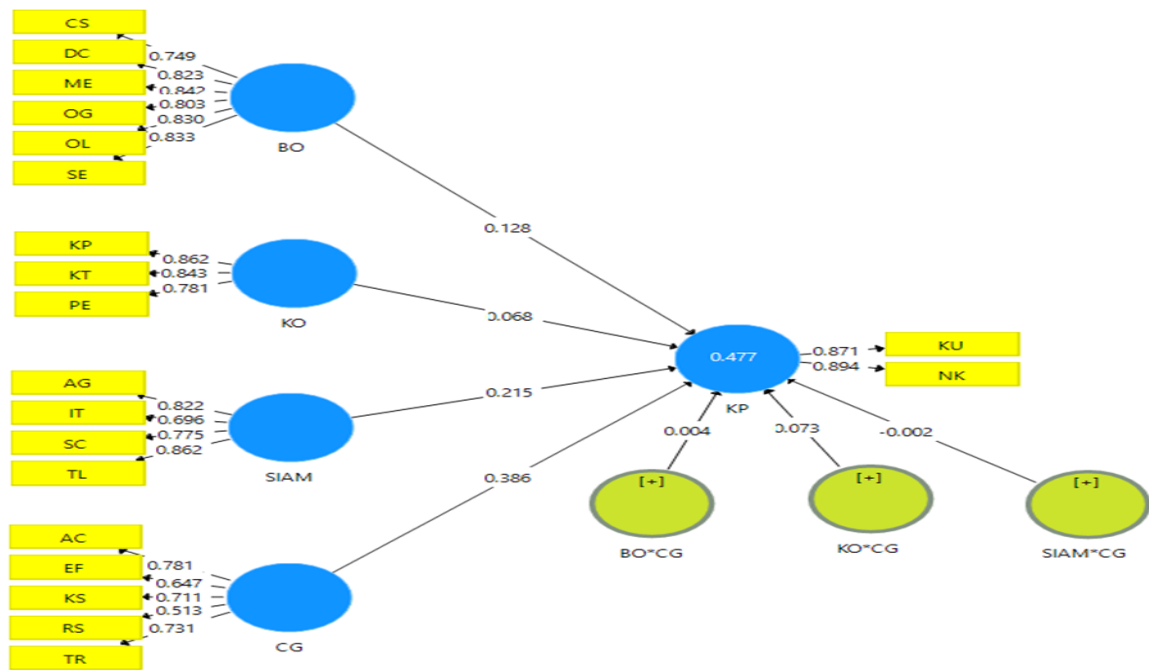 CS
DC
ME
OG
OL
SE
0.749
0.823
0.842
0.803
0.830
0.833
BO
0.128
KP
KT
PE
0.862
0.843
0.781
KO
0.068
AG
IT
SC
TL
0.822
0.696
0.775
0.862
SIAM
0.215
AC
EF
KS
RS
TR
0.781
0.647
0.711
0.513
0.731
CG
0.386
0.477
KP
0.871
0.894
KU
NK
0.004
0.073
-0.002
[+]
BO*CG
[+]
KO*CG
[+]
SIAM*CG